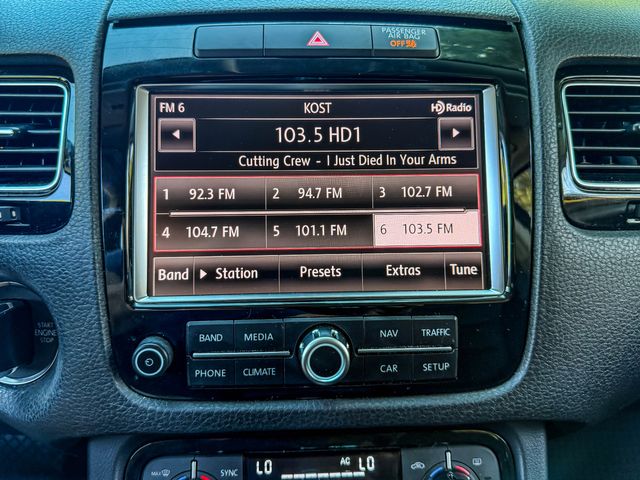 PASSENGER
AIR BAG
OFF
FM 6 KOST HD Radio
103.5 HD1
Cutting Crew - I Just Died In Your Arms
1 92.3 FM 2 94.7 FM 3 102.7 FM
4 104.7 FM 5 101.1 FM 6 103.5 FM
Band Station Presets Extras Tune
START
ENGINE
STOP
BAND MEDIA NAV TRAFFIC
PHONE CLIMATE CAR SETUP
MAX SYNC LO AC LO